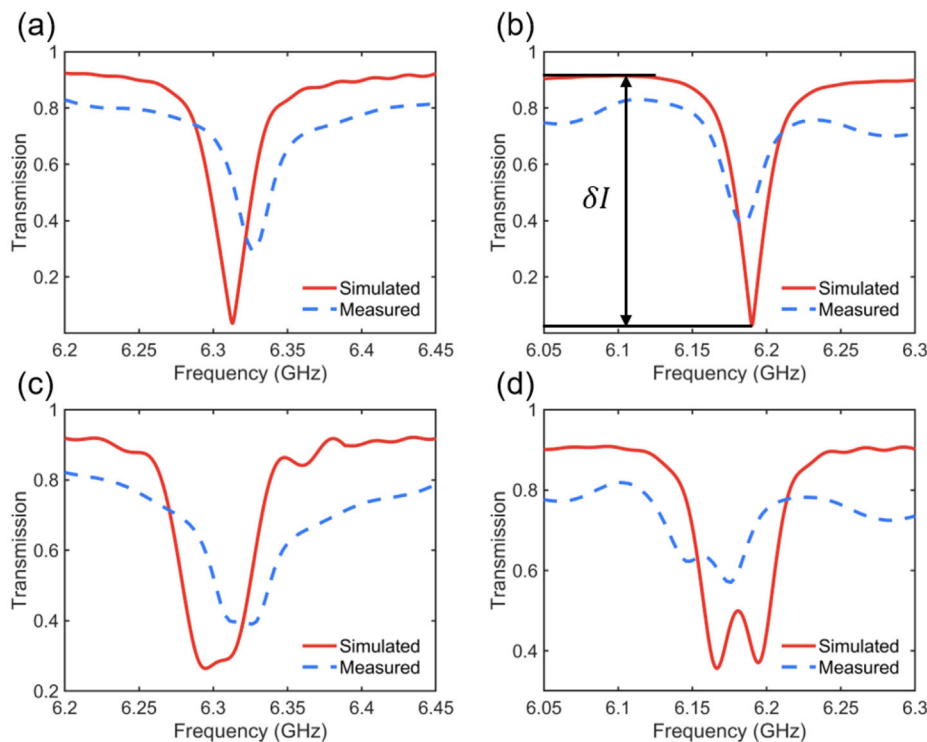 (a)
1
0.8
0.6
0.4
0.2
Transmission
Simulated
Measured
6.2 6.25 6.3 6.35 6.4 6.45
Frequency (GHz)
(b)
1
0.8
0.6
0.4
0.2
Transmission
δI
Simulated
Measured
6.05 6.1 6.15 6.2 6.25 6.3
Frequency (GHz)
(c)
1
0.8
0.6
0.4
0.2
Transmission
Simulated
Measured
6.2 6.25 6.3 6.35 6.4 6.45
Frequency (GHz)
(d)
1
0.8
0.6
0.4
Transmission
Simulated
Measured
6.05 6.1 6.15 6.2 6.25 6.3
Frequency (GHz)